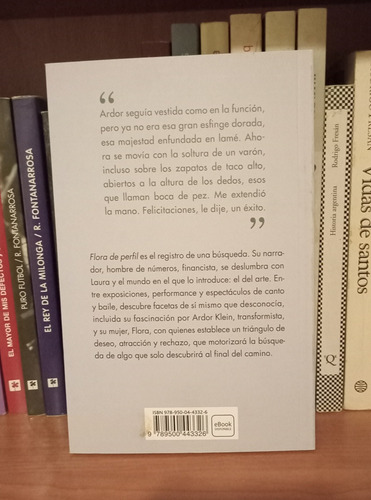 “
Ardor seguía vestida como en la función,
pero ya no era esa gran esfinge dorada,
esa majestad enfundada en lamé. Aho-
ra se movía con la soltura de un varón,
incluso sobre los zapatos de taco alto,
abiertos a la altura de los dedos, esos
que llaman boca de pez. Me extendió
la mano. Felicitaciones, le dije, un éxito.
”
Flora de perfil es el registro de una búsqueda. Su narra-
dor, hombre de números, financista, se deslumbra con
Laura y el mundo en el que lo introduce: el del arte. En-
tre exposiciones, performance y espectáculos de canto
y baile, descubre facetas de sí mismo que desconocía,
incluida su fascinación por Ardor Klein, transformista,
y su mujer, Flora, con quienes establece un triángulo de
deseo, atracción y rechazo, que motorizará la búsque-
da de algo que solo descubrirá al final del camino.
ISBN 978-950-04-4332-6
9 789500 443326
eBook
DISPONIBLE
EL MAYOR DE MIS DEFECTOS
PURO FUTBOL / R. FONTANARROSA
EL REY DE LA MILONGA / R. FONTANARROSA
Historia argentina
Rodrigo Fresán
'Q'
Vidas de santos